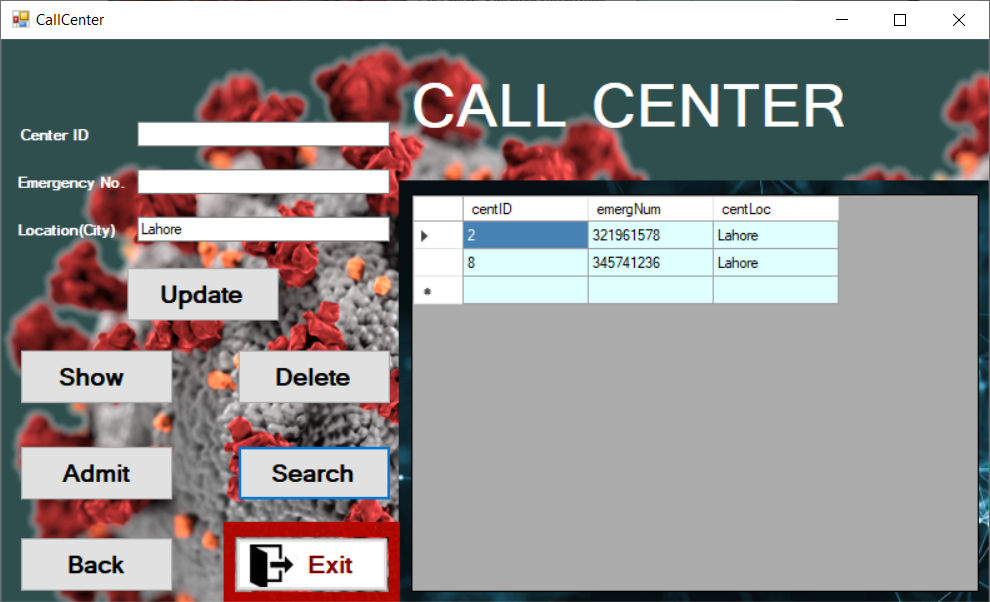 CallCenter
CALL CENTER
Center ID
Emergency No.
Location(City) Lahore
Update
Show Delete
Admit Search
Back Exit
centID emergNum centLoc
2 321961578 Lahore
8 345741236 Lahore